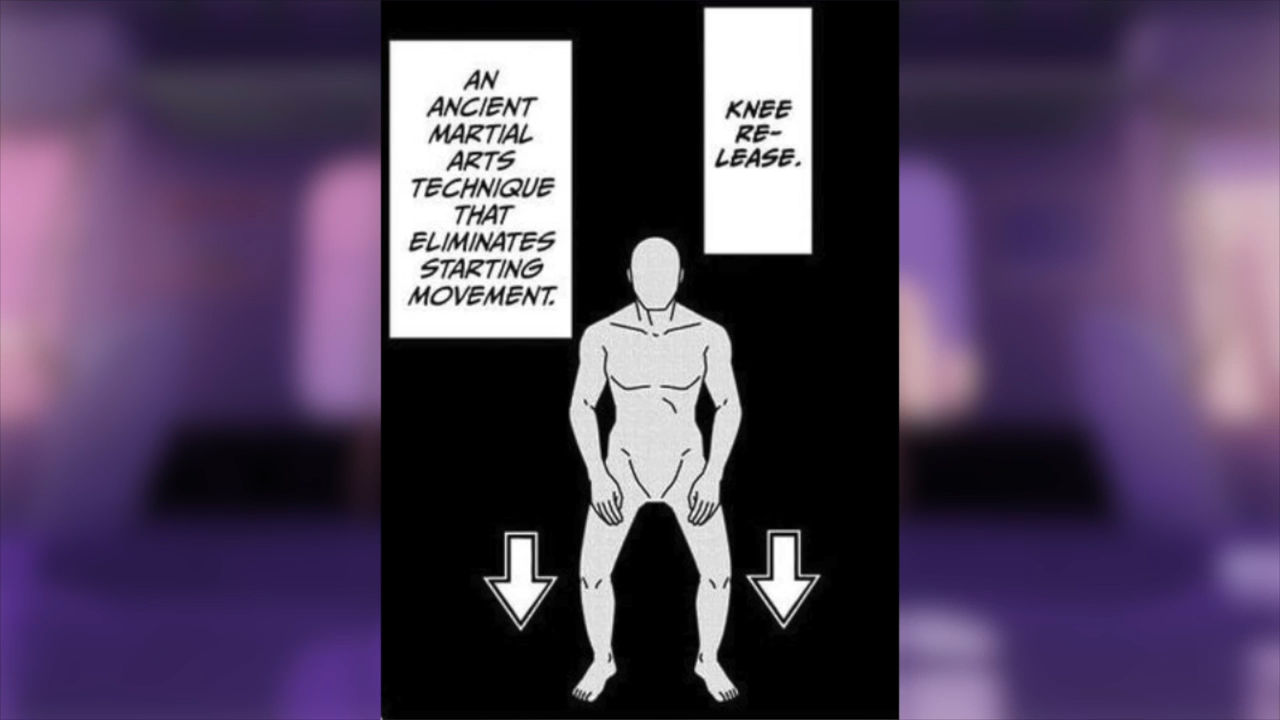 KNEE
RE-
LEASE.
AN
ANCIENT
MARTIAL
ARTS
TECHNIQUE
THAT
ELIMINATES
STARTING
MOVEMENT.